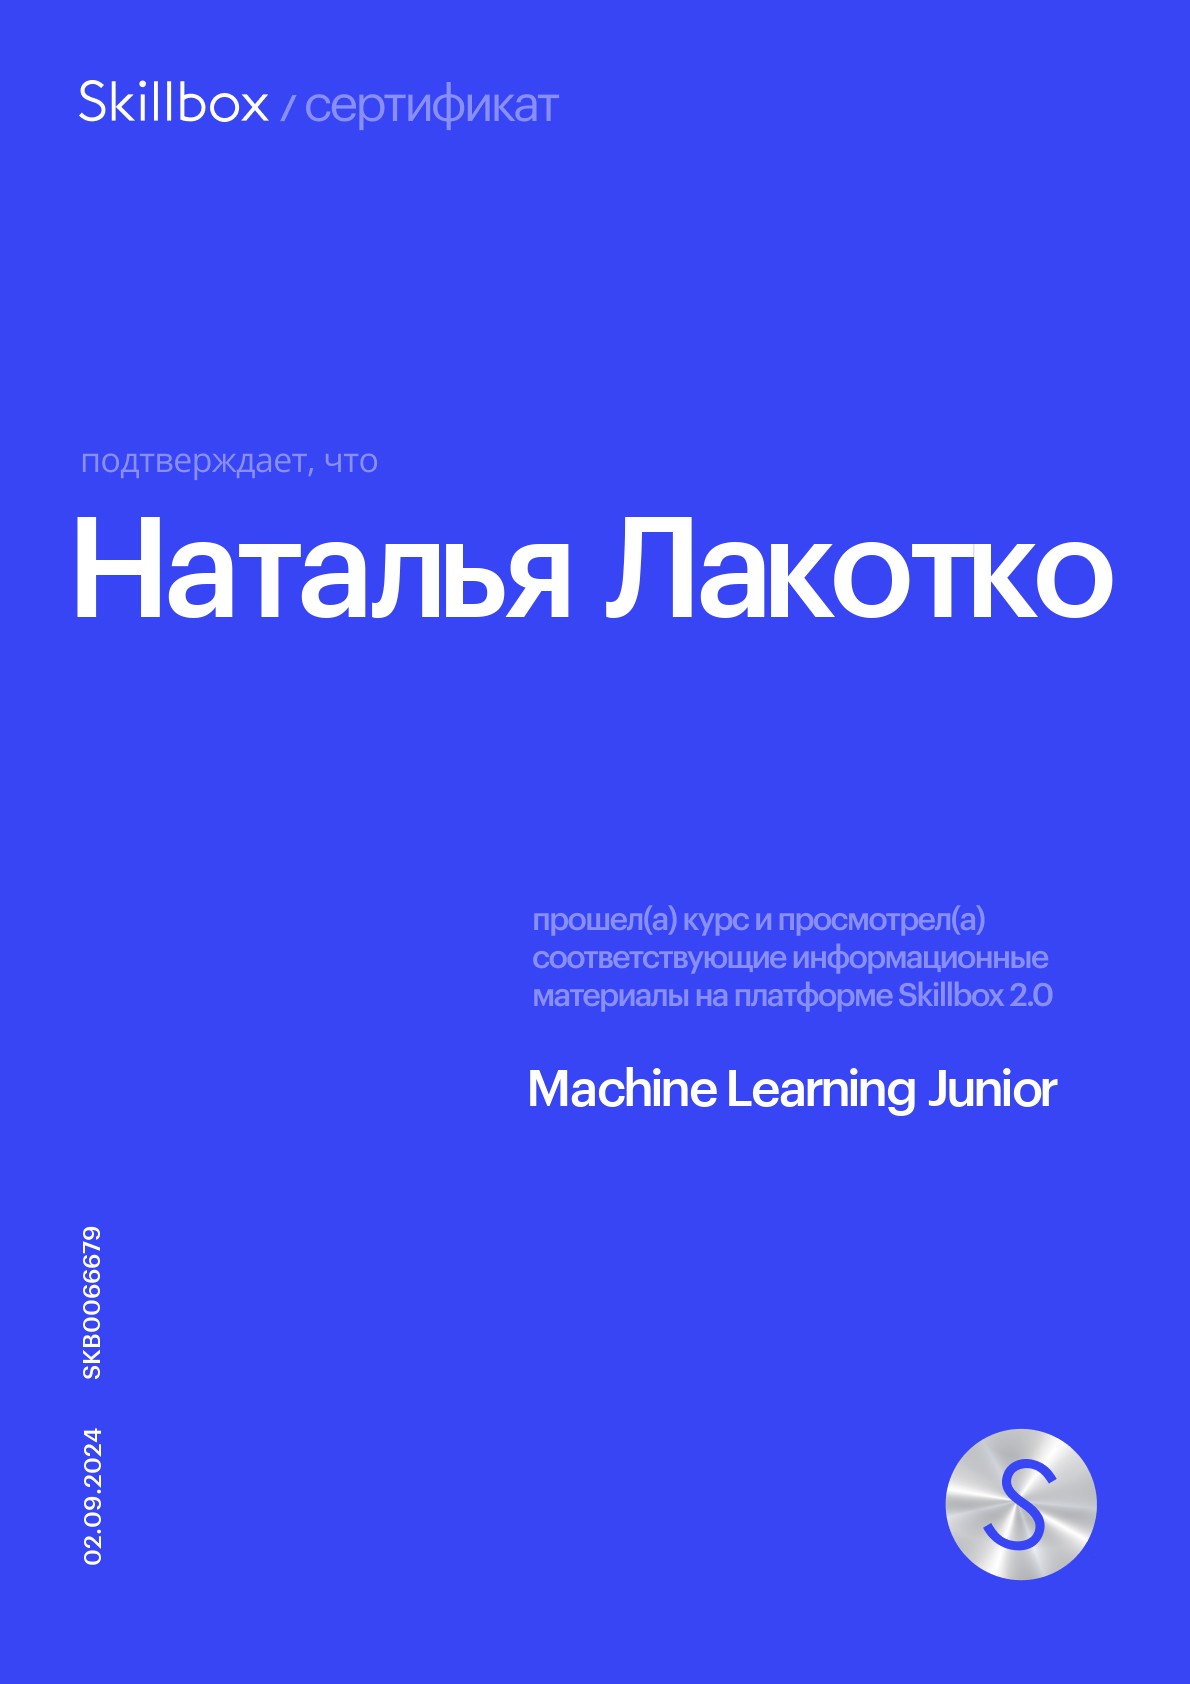 Skillbox / сертификат
подтверждает, что
Наталья Лакотко
прошел(а) курс и просмотрел(а)
соответствующие информационные
материалы на платформе Skillbox 2.0
Machine Learning Junior
SKB0066679
02.09.2024
S